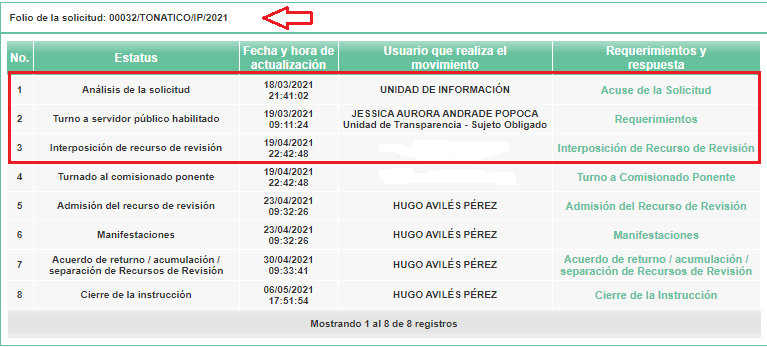 Folio de la solicitud: 00032/TONATICO/IP/2021
No. Estatus Fecha y hora de actualización Usuario que realiza el movimiento Requerimientos y respuesta
1 Análisis de la solicitud 18/03/2021 21:41:02 UNIDAD DE INFORMACIÓN Acuse de la Solicitud
2 Turno a servidor público habilitado 19/03/2021 09:11:24 JESSICA AURORA ANDRADE POPOCA Unidad de Transparencia - Sujeto Obligado Requerimientos
3 Interposición de recurso de revisión 19/04/2021 22:42:48 Interposición de Recurso de Revisión
4 Turnado al comisionado ponente 19/04/2021 22:42:48 Turno a Comisionado Ponente
5 Admisión del recurso de revisión 23/04/2021 09:32:26 HUGO AVILÉS PÉREZ Admisión del Recurso de Revisión
6 Manifestaciones 23/04/2021 09:32:26 HUGO AVILÉS PÉREZ Manifestaciones
7 Acuerdo de returno / acumulación / separación de Recursos de Revisión 30/04/2021 09:33:41 HUGO AVILÉS PÉREZ Acuerdo de returno / acumulación / separación de Recursos de Revisión
8 Cierre de la instrucción 06/05/2021 17:51:54 HUGO AVILÉS PÉREZ Cierre de la Instrucción
Mostrando 1 al 8 de 8 registros